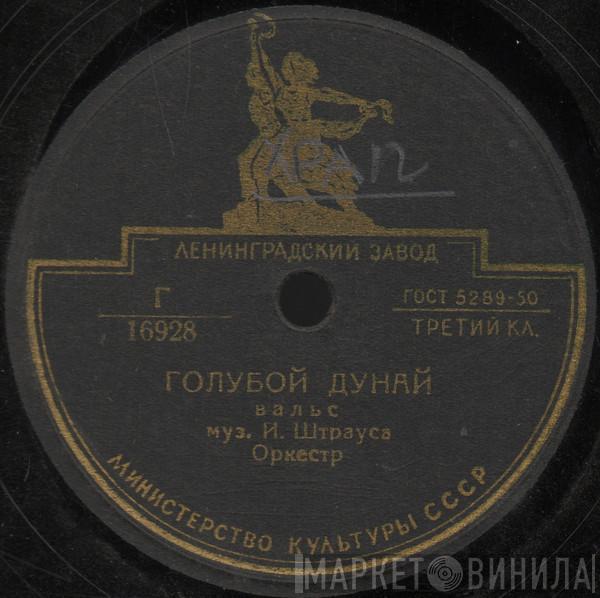 ЛЕНИНГРАДСКИЙ ЗАВОД
Г
16928
ГОСТ 5289-50
ТРЕТИЙ КЛ.
ГОЛУБОЙ ДУНАЙ
вальс
муз. И. Штрауса
Оркестр
МИНИСТЕРСТВО КУЛЬТУРЫ СССР
МАРКЕТ ВИНИЛА